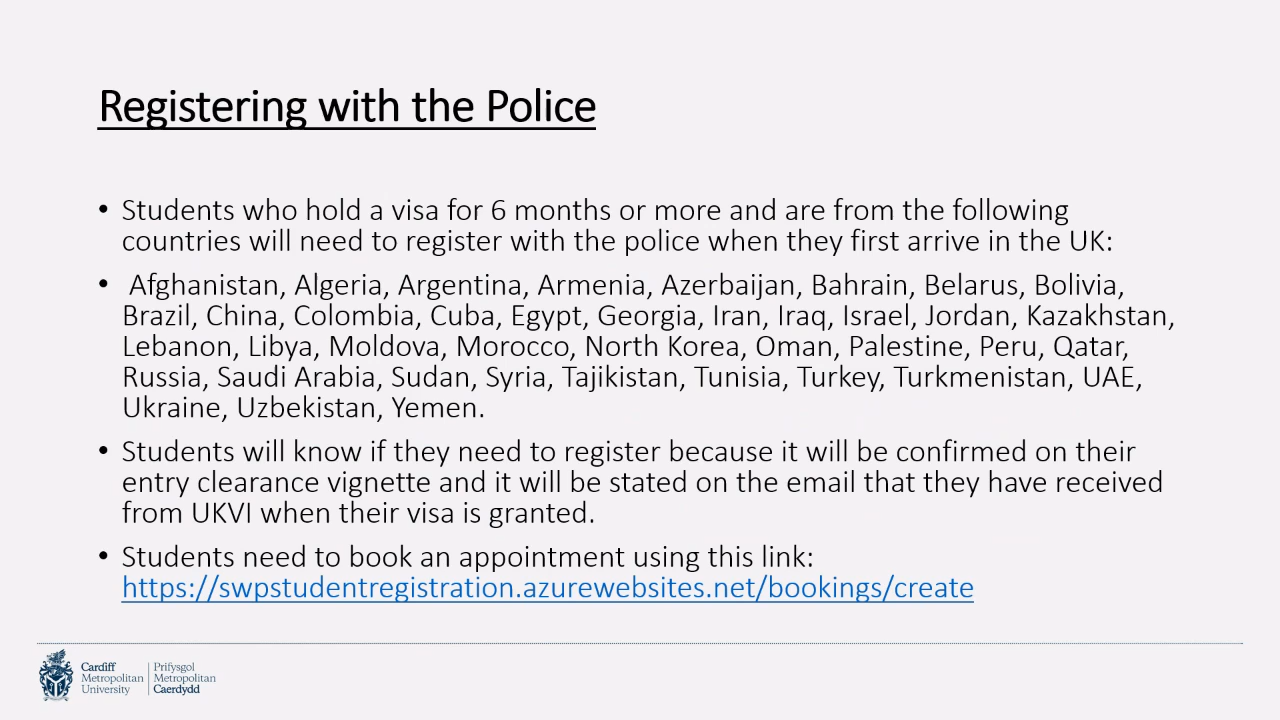 Registering with the Police
• Students who hold a visa for 6 months or more and are from the following
countries will need to register with the police when they first arrive in the UK:
• Afghanistan, Algeria, Argentina, Armenia, Azerbaijan, Bahrain, Belarus, Bolivia,
Brazil, China, Colombia, Cuba, Egypt, Georgia, Iran, Iraq, Israel, Jordan, Kazakhstan,
Lebanon, Libya, Moldova, Morocco, North Korea, Oman, Palestine, Peru, Qatar,
Russia, Saudi Arabia, Sudan, Syria, Tajikistan, Tunisia, Turkey, Turkmenistan, UAE,
Ukraine, Uzbekistan, Yemen.
• Students will know if they need to register because it will be confirmed on their
entry clearance vignette and it will be stated on the email that they have received
from UKVI when their visa is granted.
• Students need to book an appointment using this link:
https://swpstudentregistration.azurewebsites.net/bookings/create
Cardiff
Metropolitan
University
Prifysgol
Metropolitan
Caerdydd